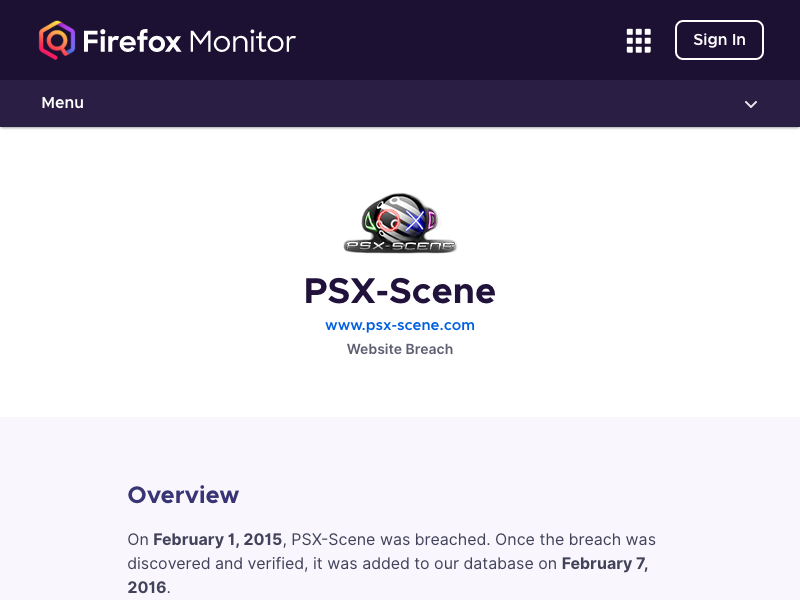 Firefox Monitor
Sign In
Menu
PSX-SCENE
PSX-Scene
www.psx-scene.com
Website Breach
Overview
On February 1, 2015, PSX-Scene was breached. Once the breach was
discovered and verified, it was added to our database on February 7,
2016.